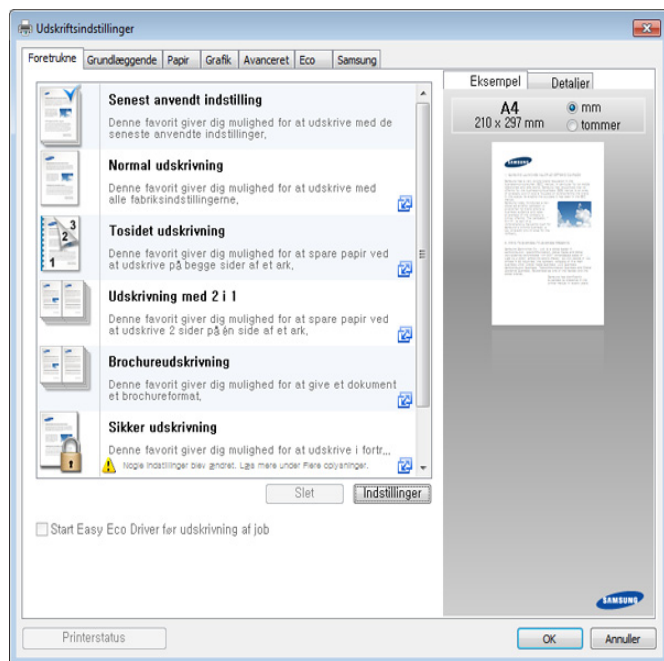 Udskriftsindstillinger
Foretrukne Grundlæggende Papir Grafik Avanceret Eco Samsung
Senest anvendt indstilling
Denne favorit giver dig mulighed for at udskrive med de
seneste anvendte indstillinger.
Normal udskrivning
Denne favorit giver dig mulighed for at udskrive med
alle fabriksindstillingerne.
Tosidet udskrivning
Denne favorit giver dig mulighed for at spare papir ved
at udskrive på begge sider af et ark.
Udskrivning med 2 i 1
Denne favorit giver dig mulighed for at spare papir ved
at udskrive 2 sider på én side af et ark.
Brochureudskrivning
Denne favorit giver dig mulighed for at give et dokument
et brochureformat.
Sikker udskrivning
Denne favorit giver dig mulighed for at udskrive i fortr...
Nogle indstillinger blev ændret. Læs mere under Flere oplysninger.
Slet Indstillinger
Start Easy Eco Driver før udskrivning af job
Printerstatus
Eksempel Detaljer
A4
210 x 297 mm
mm
tommer
SAMSUNG
SAMSUNG
OK Annuller